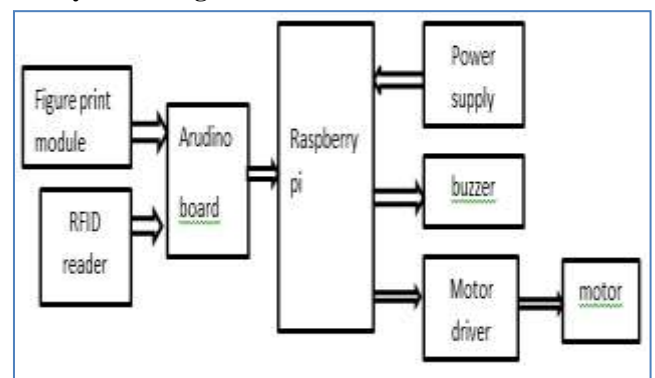 Figure print
module
RFID
reader
Arudino
board
Raspberry
pi
Power
supply
buzzer
Motor
driver
motor